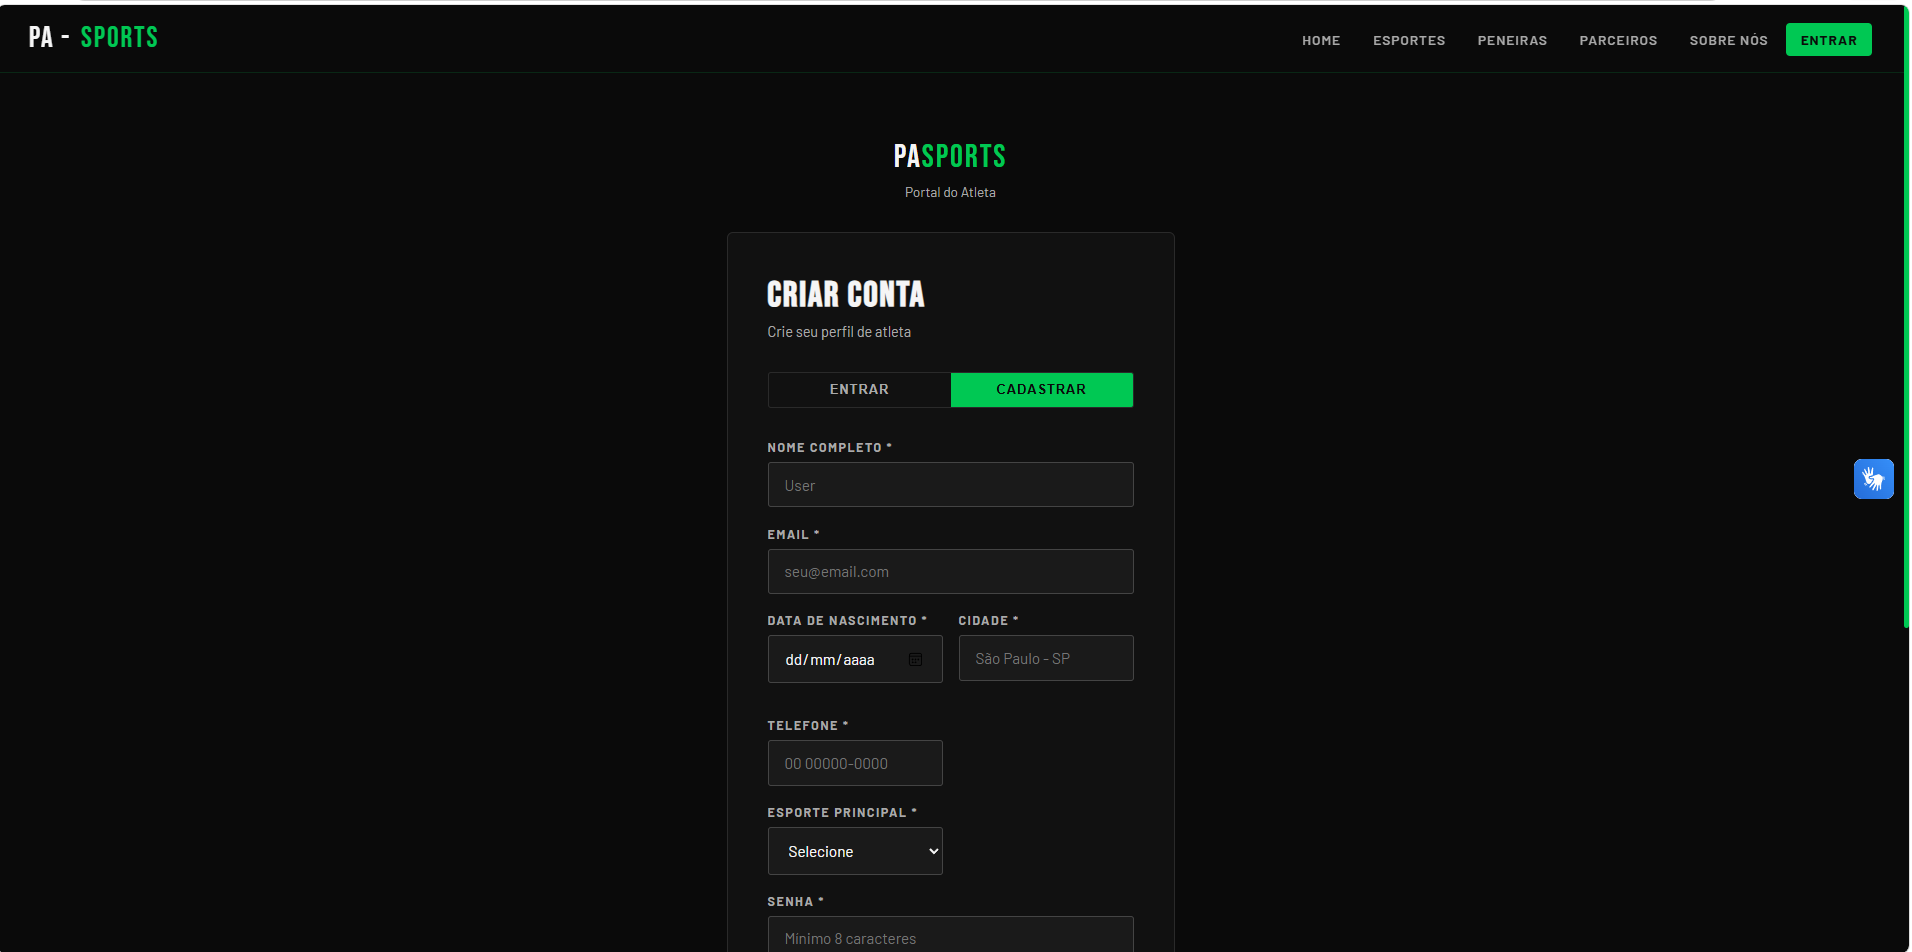 PA - SPORTS
HOME ESPORTES PENEIRAS PARCEIROS SOBRE NÓS ENTRAR
PASPORTS
Portal do Atleta
CRIAR CONTA
Crie seu perfil de atleta
ENTRAR CADASTRAR
NOME COMPLETO *
User
EMAIL *
seu@email.com
DATA DE NASCIMENTO * CIDADE *
dd/mm/aaaa São Paulo - SP
TELEFONE *
00 00000-0000
ESPORTE PRINCIPAL *
Selecione
SENHA *
Mínimo 8 caracteres